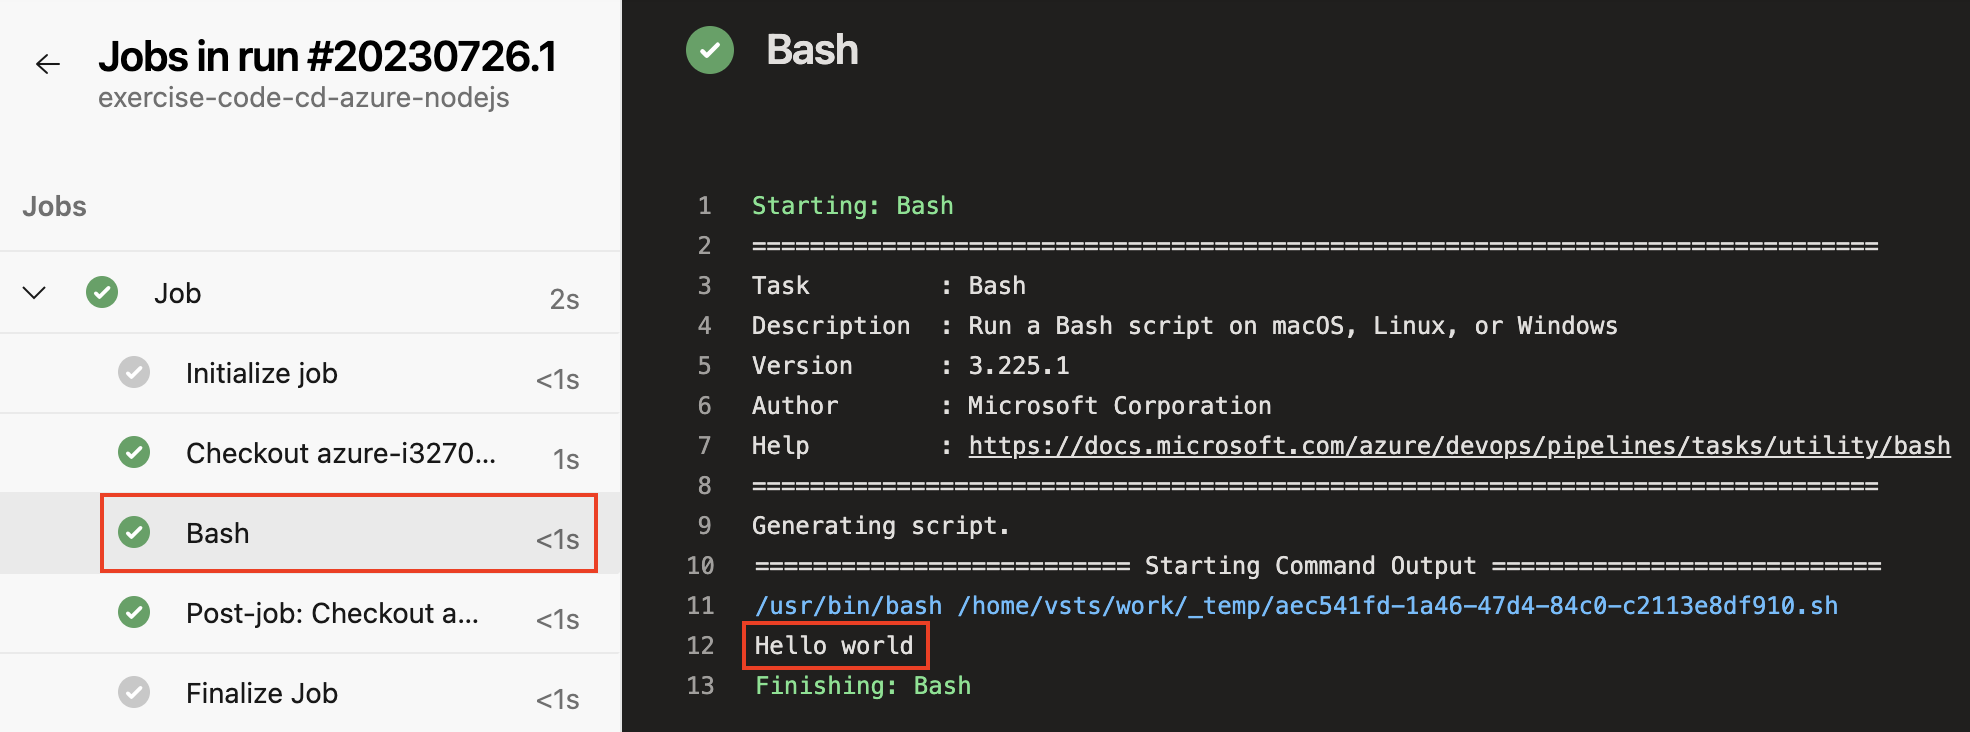 Jobs in run #20230726.1
exercise-code-cd-azure-nodejs
Jobs
Job 2s
Initialize job <1s
Checkout azure-i3270... 1s
Bash <1s
Post-job: Checkout a... <1s
Finalize Job <1s
Bash
1 Starting: Bash
2 ==============================================================================
3 Task : Bash
4 Description : Run a Bash script on macOS, Linux, or Windows
5 Version : 3.225.1
6 Author : Microsoft Corporation
7 Help : https://docs.microsoft.com/azure/devops/pipelines/tasks/utility/bash
8 ==============================================================================
9 Generating script.
10 ========================== Starting Command Output ===========================
11 /usr/bin/bash /home/vsts/work/_temp/aec541fd-1a46-47d4-84c0-c2113e8df910.sh
12 Hello world
13 Finishing: Bash